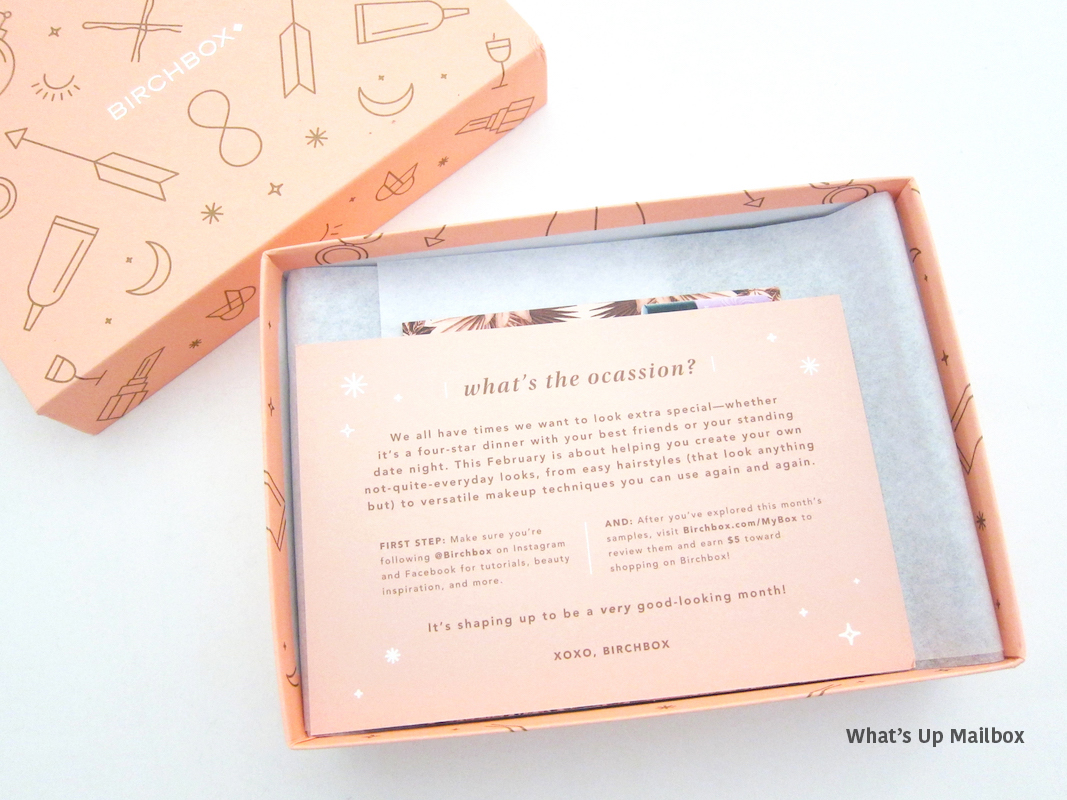 BIRCHBOX
what's the ocassion?
We all have times we want to look extra special—whether
it's a four-star dinner with your best friends or your standing
date night. This February is about helping you create your own
not-quite-everyday looks, from easy hairstyles (that look anything
but) to versatile makeup techniques you can use again and again.
FIRST STEP: Make sure you're
following @Birchbox on Instagram
and Facebook for tutorials, beauty
inspiration, and more.
AND: After you've explored this month's
samples, visit Birchbox.com/MyBox to
review them and earn $5 toward
shopping on Birchbox!
It's shaping up to be a very good-looking month!
XOXO, BIRCHBOX
What's Up Mailbox